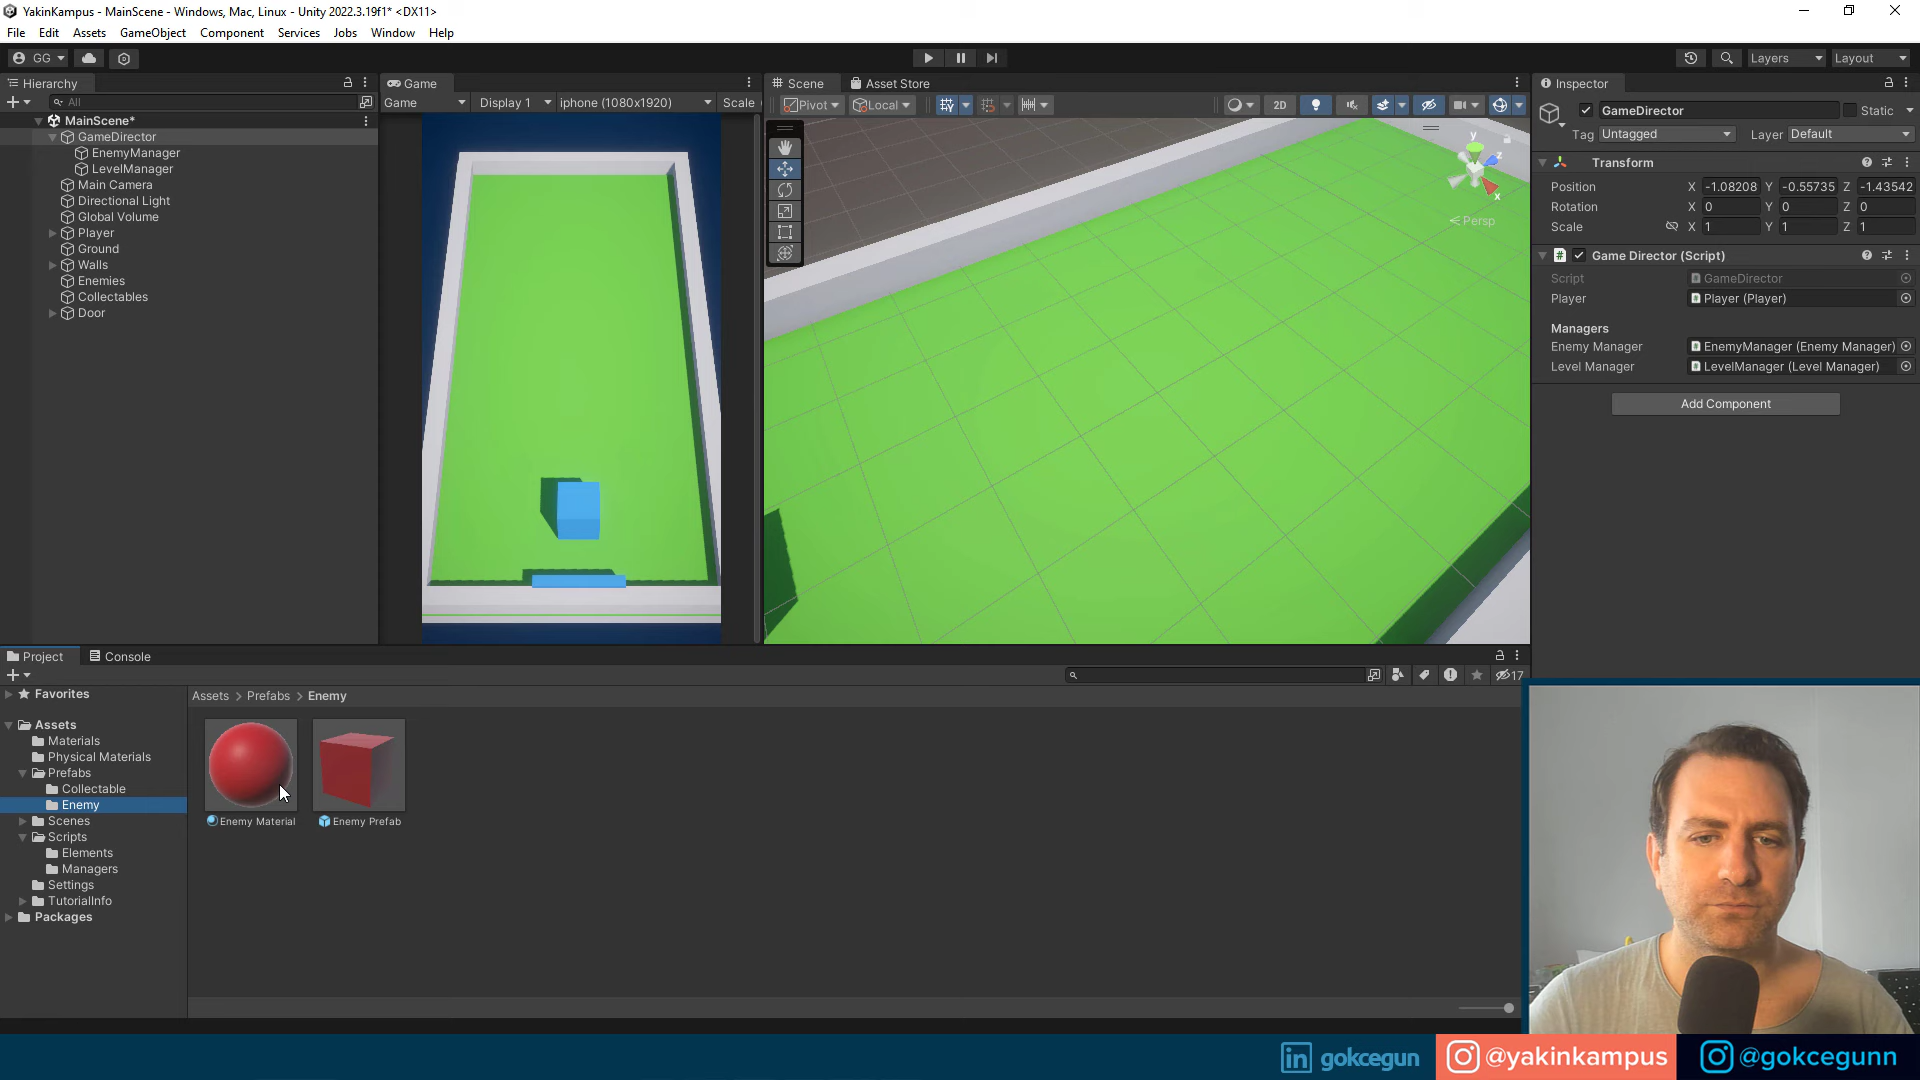 YakinKampus - MainScene - Windows, Mac, Linux - Unity 2022.3.19f1* <DX11>
File Edit Assets GameObject Component Services Jobs Window Help
GG Layers Layout
Hierarchy
All
MainScene*
GameDirector
EnemyManager
LevelManager
Main Camera
Directional Light
Global Volume
Player
Ground
Walls
Enemies
Collectables
Door
Game
Game Display 1 iphone (1080x1920) Scale
Scene Asset Store
Pivot Local 2D
y
z
x
Persp
Inspector
GameDirector Static
Tag Untagged Layer Default
Transform
Position X -1.08208 Y -0.55735 Z -1.43542
Rotation X 0 Y 0 Z 0
Scale X 1 Y 1 Z 1
Game Director (Script)
Script GameDirector
Player Player (Player)
Managers
Enemy Manager EnemyManager (Enemy Manager)
Level Manager LevelManager (Level Manager)
Add Component
Project Console
17
Favorites
Assets
Materials
Physical Materials
Prefabs
Collectable
Enemy
Scenes
Scripts
Elements
Managers
Settings
TutorialInfo
Packages
Assets > Prefabs > Enemy
Enemy Material Enemy Prefab
in gokcegun @yakinkampus @gokcegunn